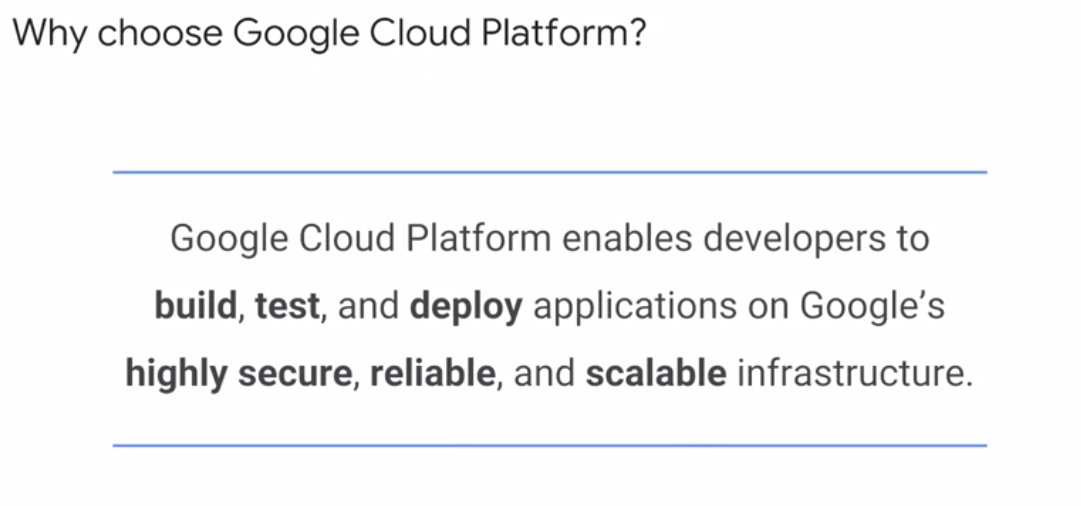 Why choose Google Cloud Platform?
Google Cloud Platform enables developers to
build, test, and deploy applications on Google’s
highly secure, reliable, and scalable infrastructure.